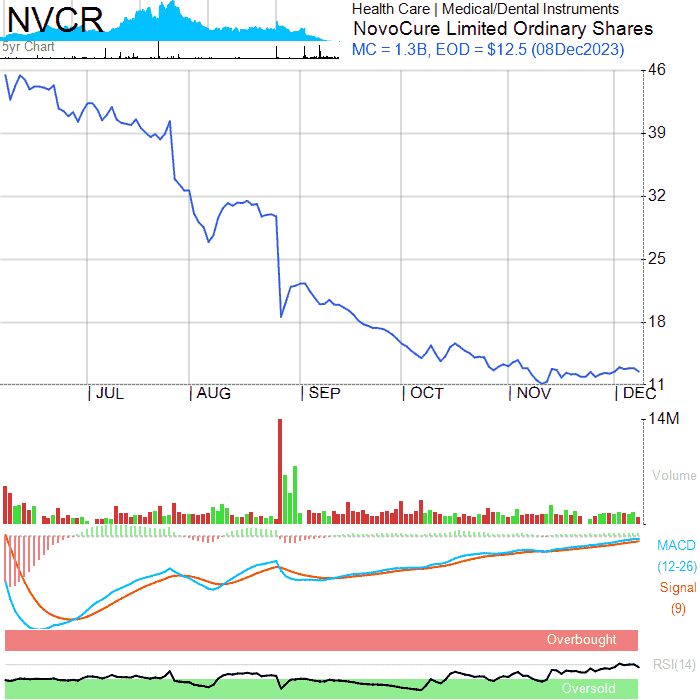 NVCR
5yr Chart
Health Care | Medical/Dental Instruments
NovoCure Limited Ordinary Shares
MC = 1.3B, EOD = $12.5 (08Dec2023)
46
39
32
25
18
11
JUL
AUG
SEP
OCT
NOV
DEC
14M
Volume
MACD
(12-26)
Signal
(9)
Overbought
RSI(14)
Oversold